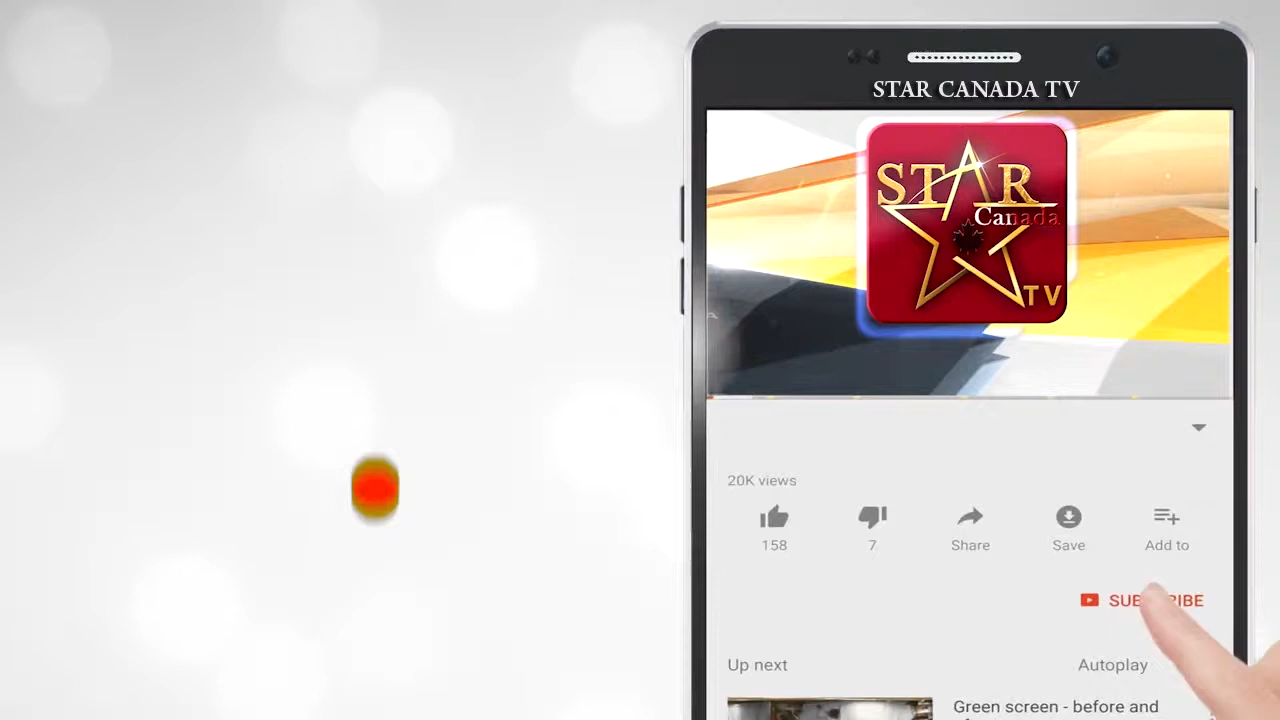 STAR CANADA TV
STAR
Canada
TV
20K views
158
7
Share
Save
Add to
SUBSCRIBE
Up next
Autoplay
Green screen - before and